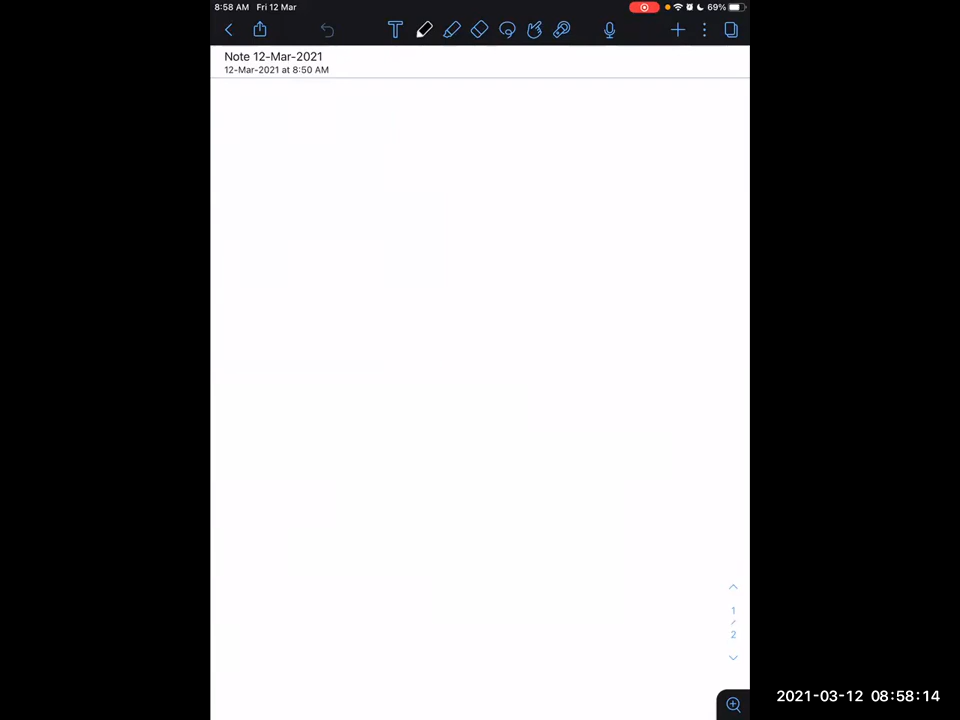 8:58 AM Fri 12 Mar 69%
T
Note 12-Mar-2021
12-Mar-2021 at 8:50 AM
1
/
2
2021-03-12 08:58:14